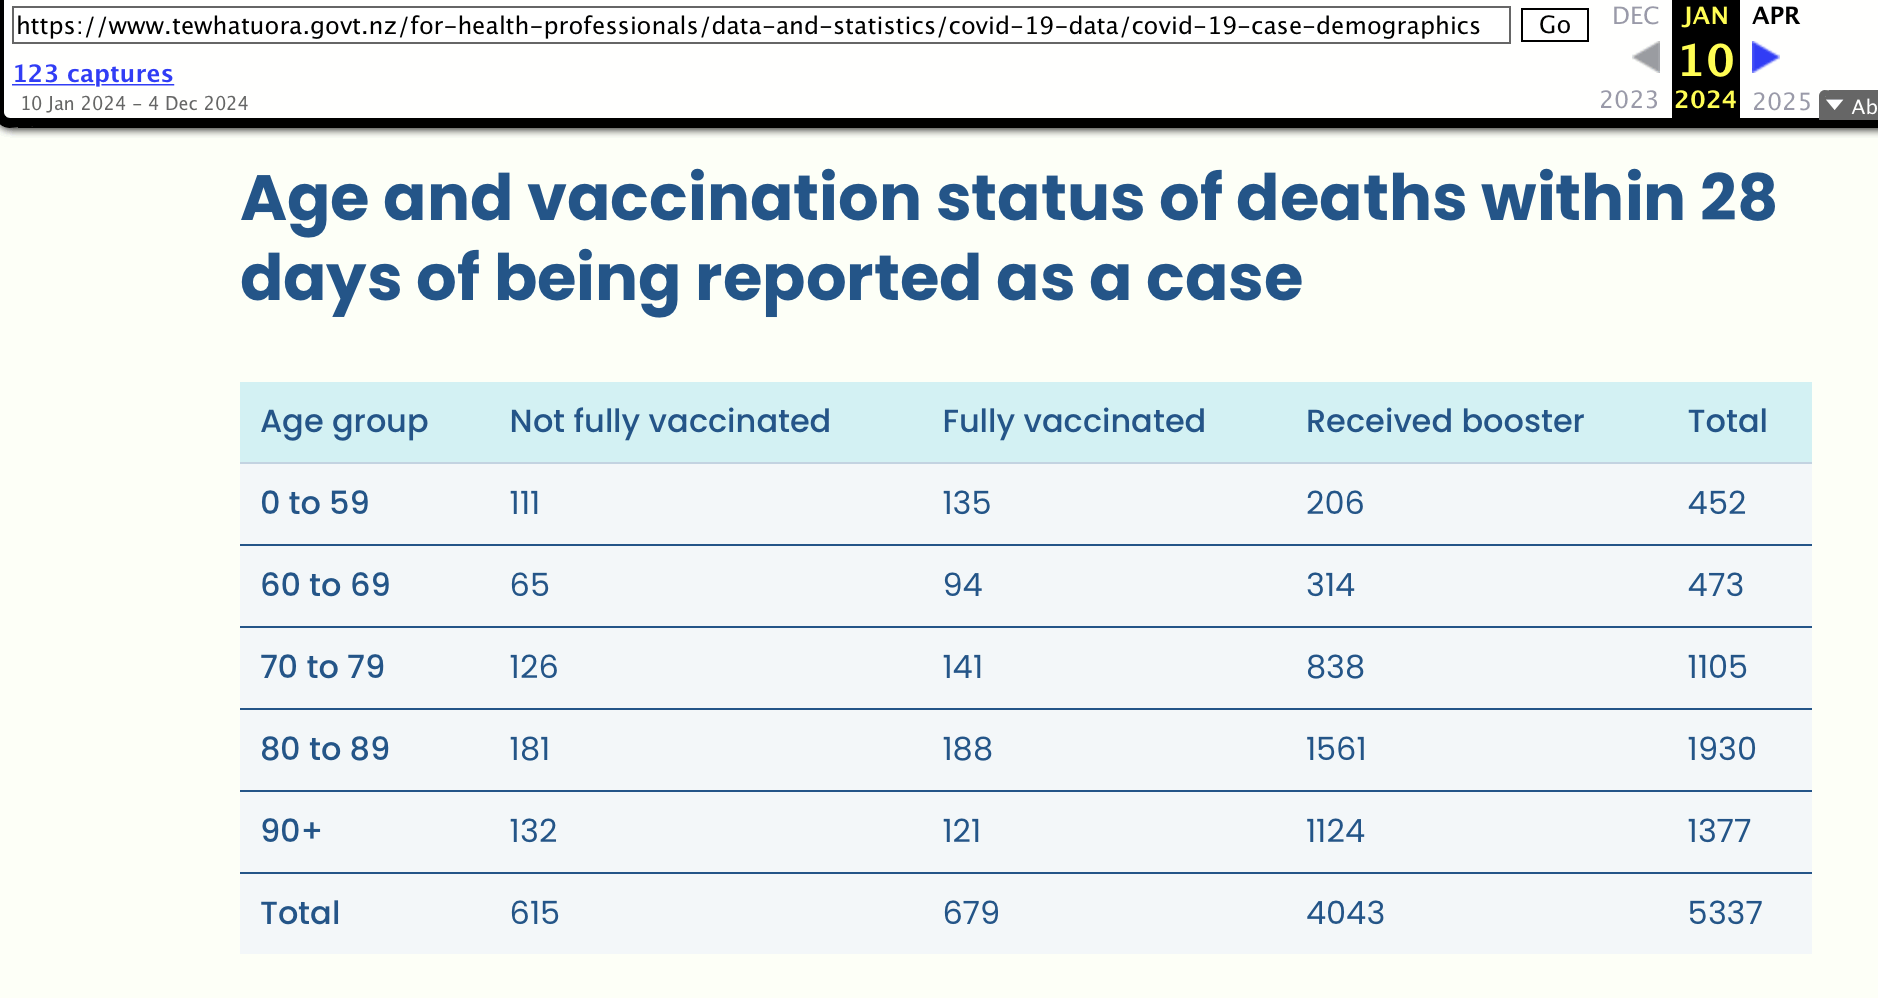 https://www.tewhatuora.govt.nz/for-health-professionals/data-and-statistics/covid-19-data/covid-19-case-demographics Go DEC JAN APR
123 captures 10
10 Jan 2024 – 4 Dec 2024 2023 2024 2025 Ab
Age and vaccination status of deaths within 28
days of being reported as a case
Age group Not fully vaccinated Fully vaccinated Received booster Total
0 to 59 111 135 206 452
60 to 69 65 94 314 473
70 to 79 126 141 838 1105
80 to 89 181 188 1561 1930
90+ 132 121 1124 1377
Total 615 679 4043 5337